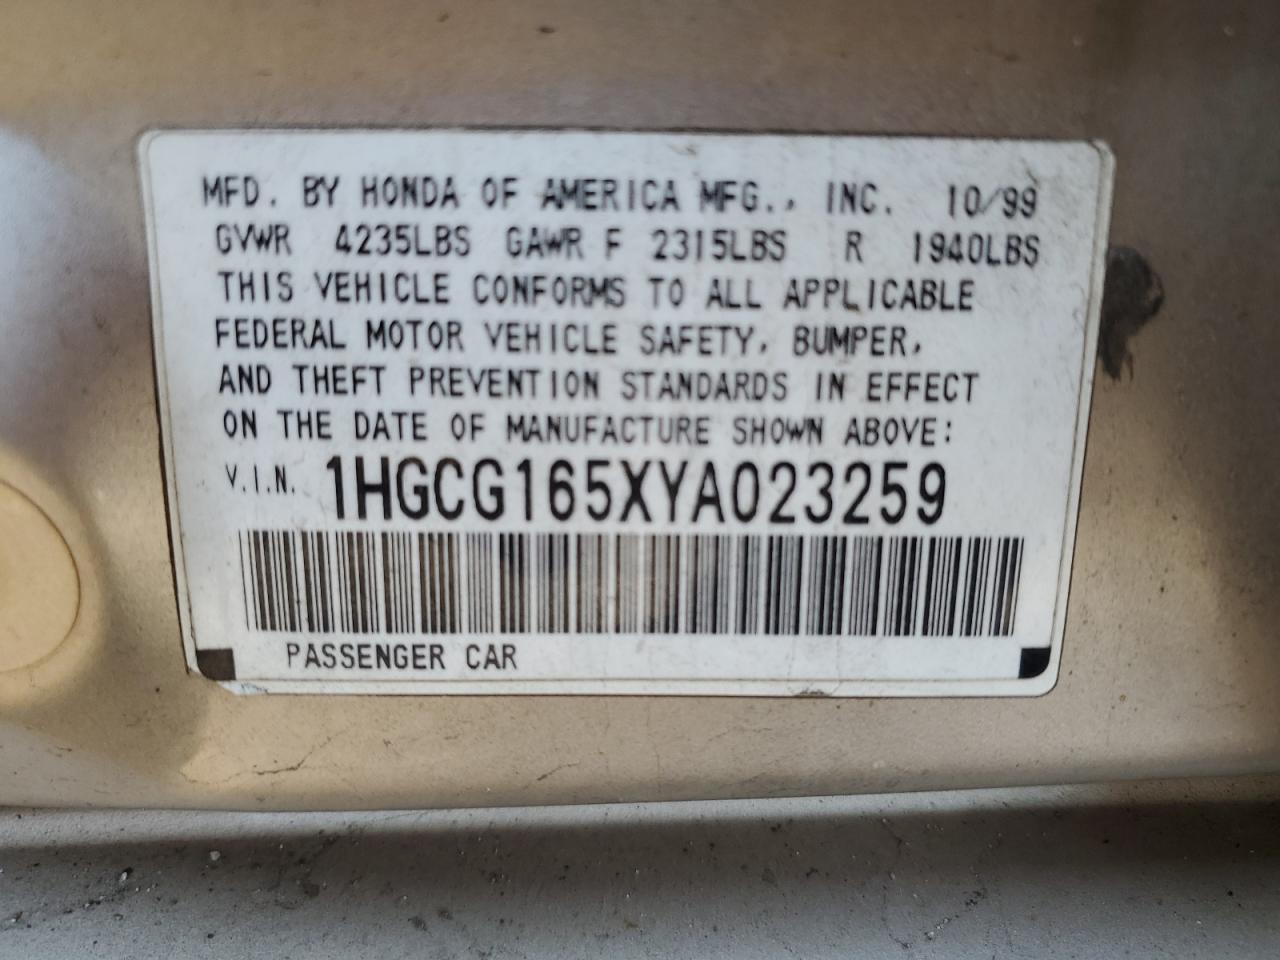 MFD. BY HONDA OF AMERICA MFG., INC. 10/99
GVWR 4235LBS GAWR F 2315LBS R 1940LBS
THIS VEHICLE CONFORMS TO ALL APPLICABLE
FEDERAL MOTOR VEHICLE SAFETY, BUMPER,
AND THEFT PREVENTION STANDARDS IN EFFECT
ON THE DATE OF MANUFACTURE SHOWN ABOVE:
V.I.N. 1HGCG165XYA023259
PASSENGER CAR